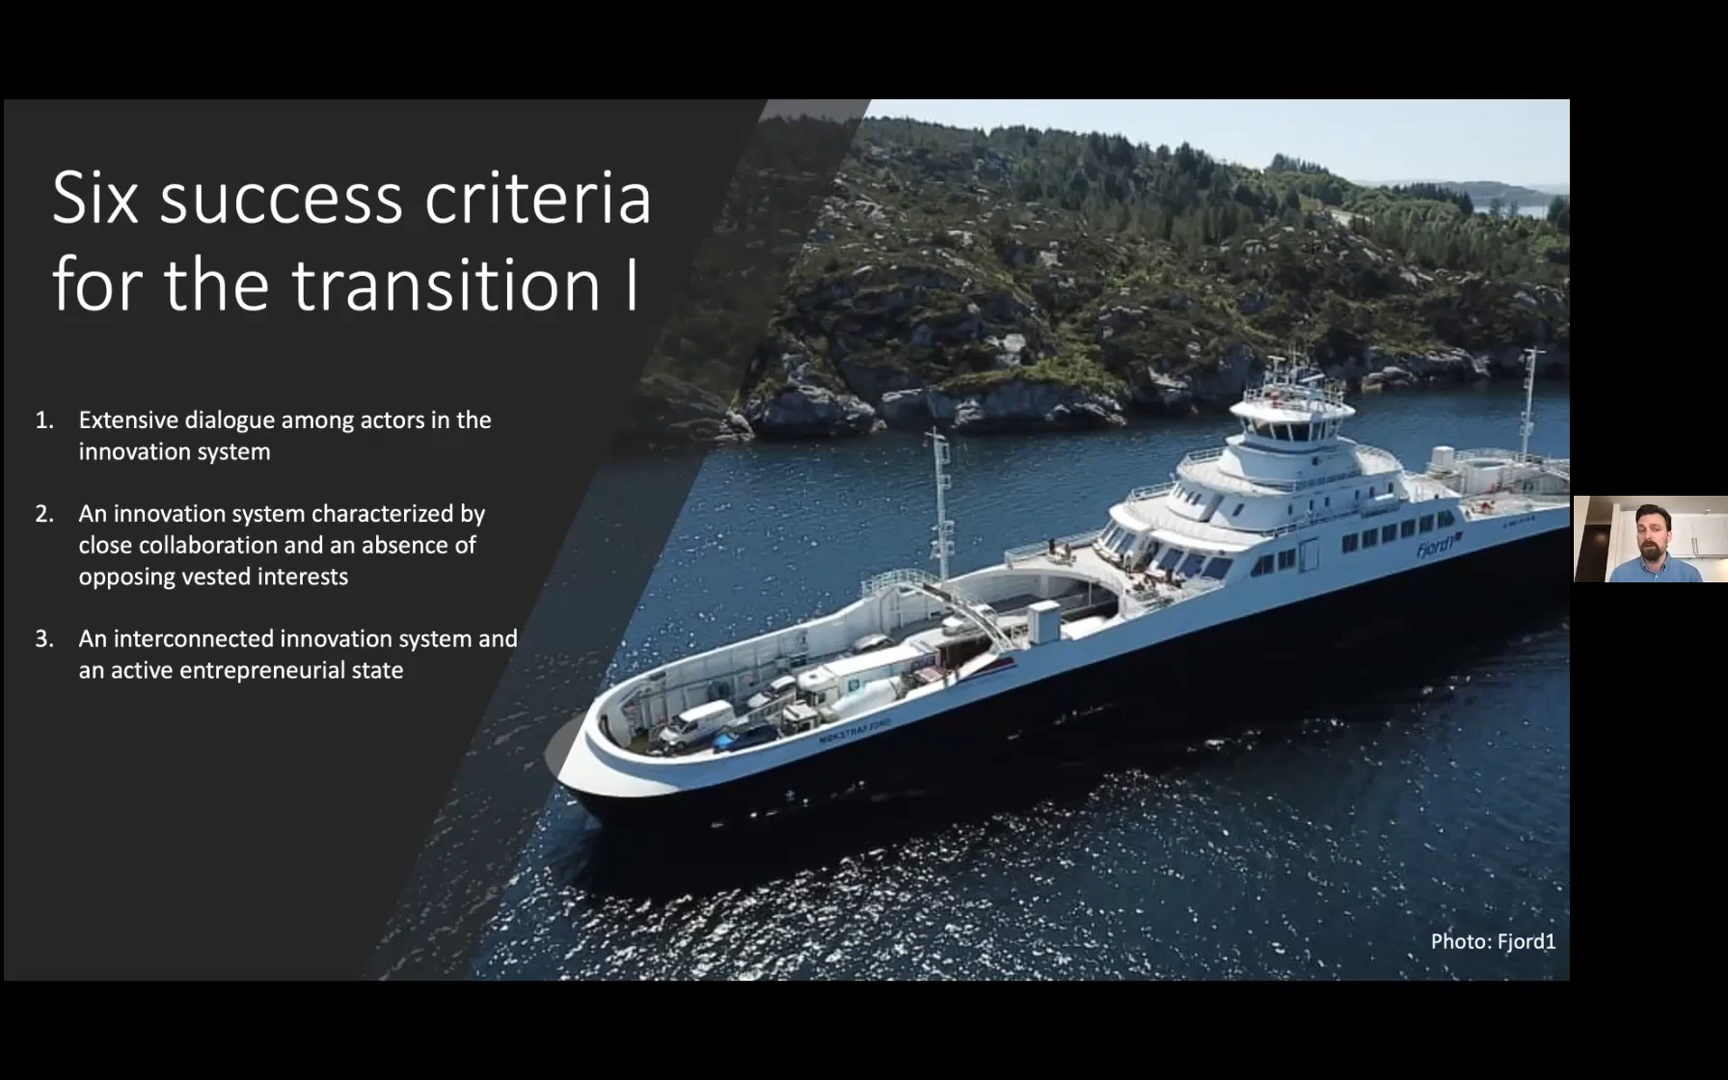 Six success criteria
for the transition I
1. Extensive dialogue among actors in the
innovation system
2. An innovation system characterized by
close collaboration and an absence of
opposing vested interests
3. An interconnected innovation system and
an active entrepreneurial state
Fjord1
Photo: Fjord1